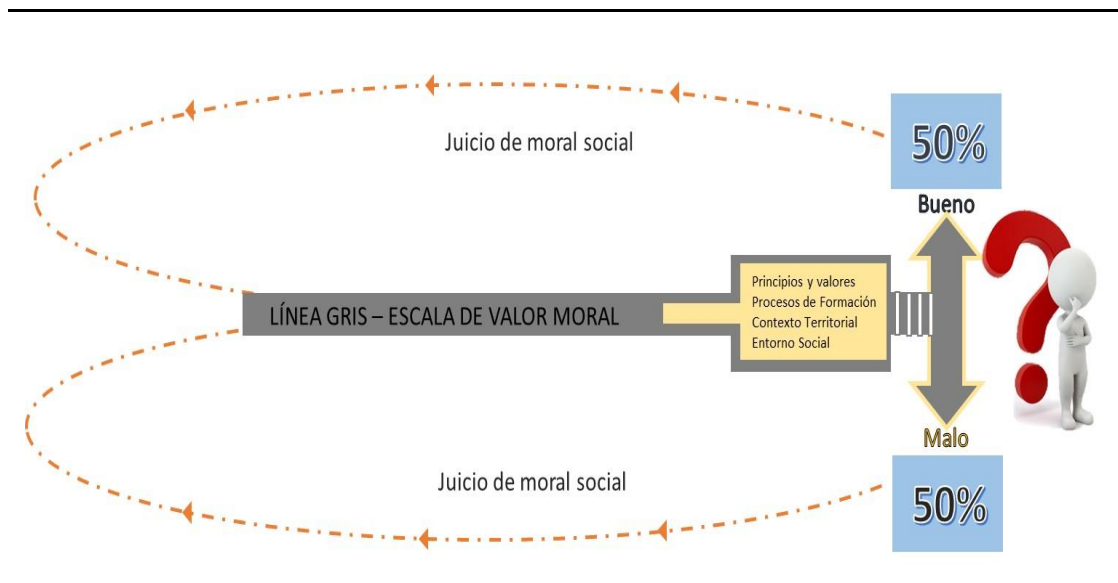 Juicio de moral social
50%
Bueno
LÍNEA GRIS – ESCALA DE VALOR MORAL
Principios y valores
Procesos de Formación
Contexto Territorial
Entorno Social
Malo
Juicio de moral social
50%